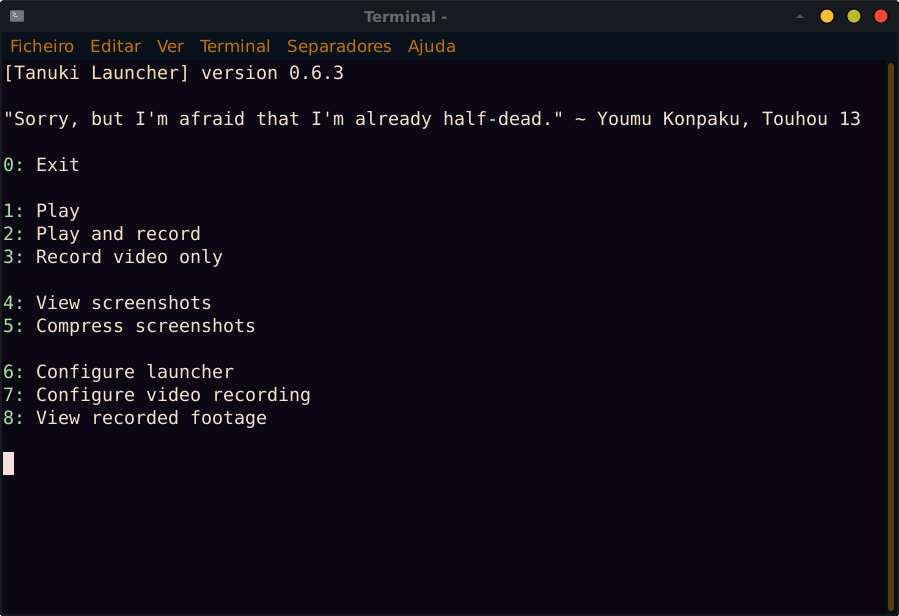 Terminal -
Ficheiro Editar Ver Terminal Separadores Ajuda
[Tanuki Launcher] version 0.6.3
"Sorry, but I'm afraid that I'm already half-dead." ~ Youmu Konpaku, Touhou 13
0: Exit
1: Play
2: Play and record
3: Record video only
4: View screenshots
5: Compress screenshots
6: Configure launcher
7: Configure video recording
8: View recorded footage